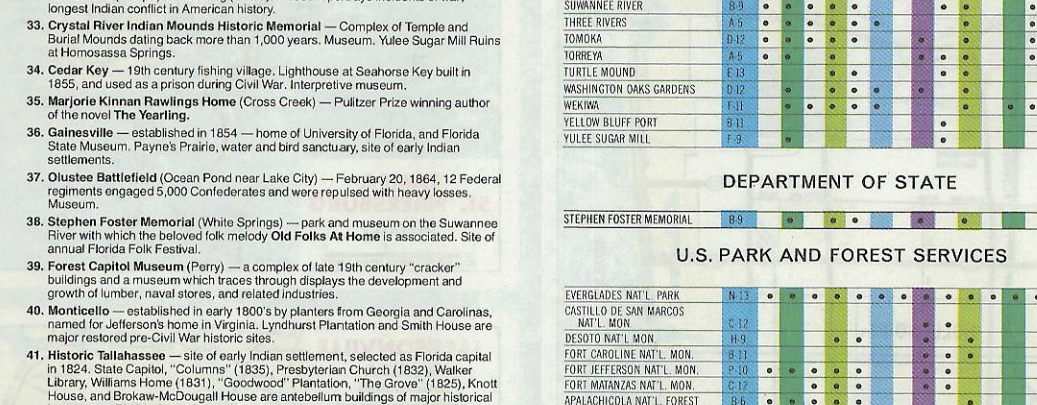 longest Indian conflict in American history.
33. Crystal River Indian Mounds Historic Memorial — Complex of Temple and
Burial Mounds dating back more than 1,000 years. Museum. Yulee Sugar Mill Ruins
at Homosassa Springs.
34. Cedar Key — 19th century fishing village. Lighthouse at Seahorse Key built in
1855, and used as a prison during Civil War. Interpretive museum.
35. Marjorie Kinnan Rawlings Home (Cross Creek) — Pulitzer Prize winning author
of the novel The Yearling.
36. Gainesville — established in 1854 — home of University of Florida, and Florida
State Museum. Payne's Prairie, water and bird sanctuary, site of early Indian
settlements.
37. Olustee Battlefield (Ocean Pond near Lake City) — February 20, 1864, 12 Federal
regiments engaged 5,000 Confederates and were repulsed with heavy losses.
Museum.
38. Stephen Foster Memorial (White Springs) — park and museum on the Suwannee
River with which the beloved folk melody Old Folks At Home is associated. Site of
annual Florida Folk Festival.
39. Forest Capitol Museum (Perry) — a complex of late 19th century "cracker"
buildings and a museum which traces through displays the development and
growth of lumber, naval stores, and related industries.
40. Monticello — established in early 1800's by planters from Georgia and Carolinas,
named for Jefferson's home in Virginia. Lyndhurst Plantation and Smith House are
major restored pre-Civil War historic sites.
41. Historic Tallahassee — site of early Indian settlement, selected as Florida capital
in 1824. State Capitol, "Columns" (1835), Presbyterian Church (1832), Walker
Library, Williams Home (1831), "Goodwood" Plantation, "The Grove" (1825), Knott
House, and Brokaw-McDougall House are antebellum buildings of major historical
SUWANNEE RIVER B-9
THREE RIVERS A-5
TOMOKA D-12
TORREYA A-5
TURTLE MOUND E-13
WASHINGTON OAKS GARDENS D-12
WEKIWA F-11
YELLOW BLUFF PORT B-11
YULEE SUGAR MILL F-9
DEPARTMENT OF STATE
STEPHEN FOSTER MEMORIAL B-9
U.S. PARK AND FOREST SERVICES
EVERGLADES NAT'L. PARK N-13
CASTILLO DE SAN MARCOS
NAT'L. MON C-12
DESOTO NAT'L MON. H-9
FORT CAROLINE NAT'L. MON. B-11
FORT JEFFERSON NAT'L. MON. P-10
FORT MATANZAS NAT'L. MON. C-12
APALACHICOLA NAT'L. FOREST B-6